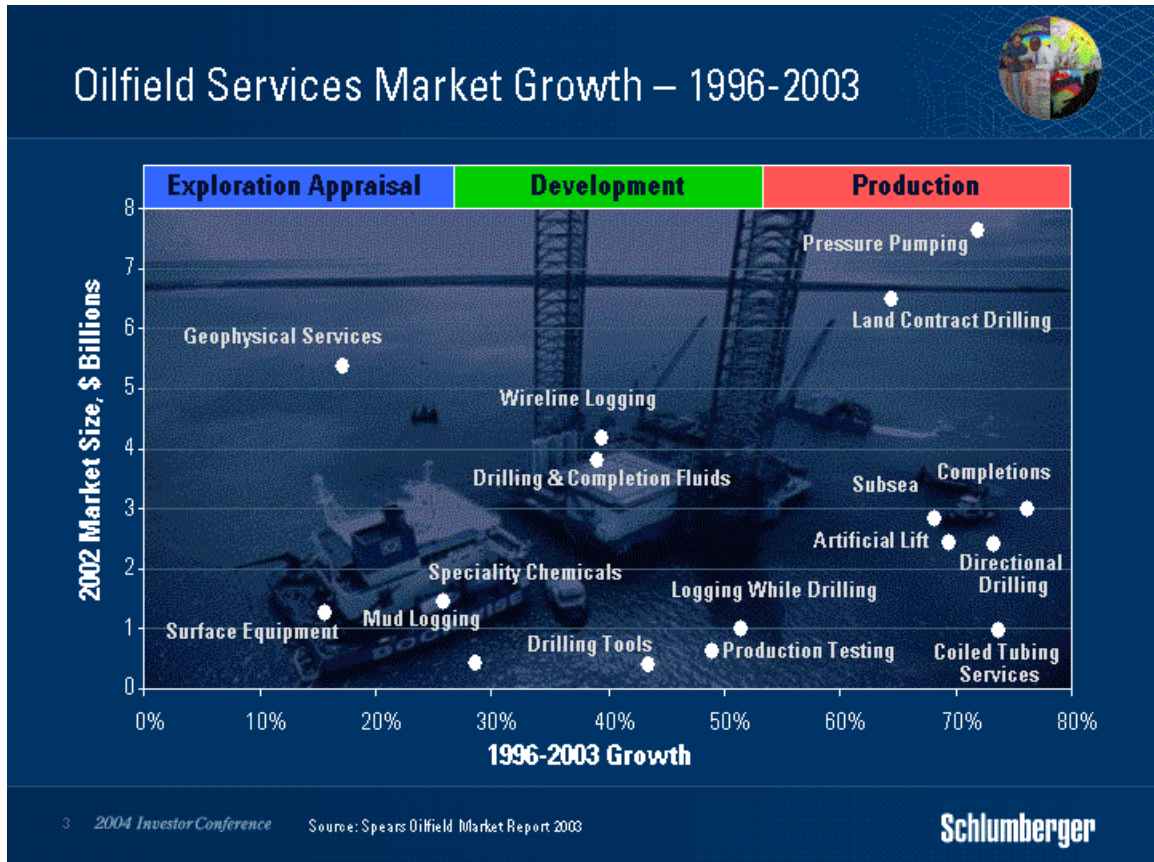 Oilfield Services Market Growth – 1996-2003
Exploration Appraisal
Development
Production
8
7
6
5
4
3
2
1
0
2002 Market Size, $ Billions
Pressure Pumping
Land Contract Drilling
Geophysical Services
Wireline Logging
Drilling & Completion Fluids
Subsea
Completions
Artificial Lift
Directional
Drilling
Speciality Chemicals
Logging While Drilling
Mud Logging
Surface Equipment
Drilling Tools
Production Testing
Coiled Tubing
Services
0%
10%
20%
30%
40%
50%
60%
70%
80%
1996-2003 Growth
3
2004 Investor Conference
Source: Spears Oilfield Market Report 2003
Schlumberger